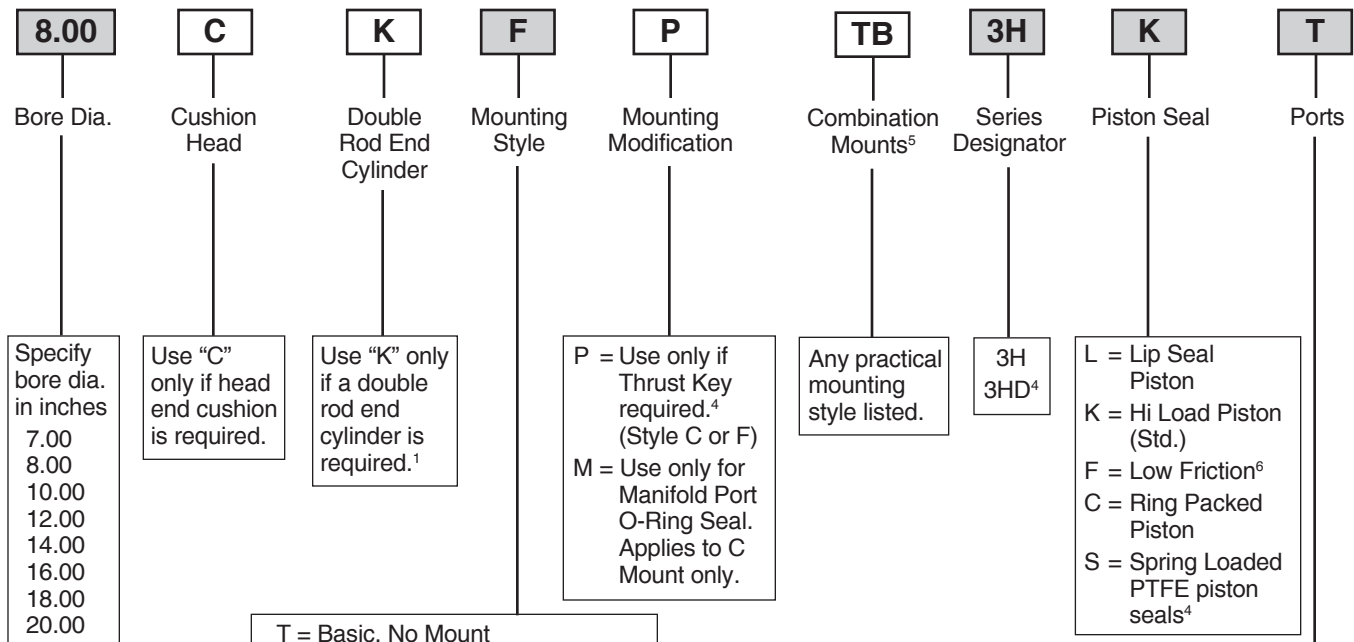 8.00 C K F P TB 3H K T
Bore Dia.
Cushion
Head
Double
Rod End
Cylinder
Mounting
Style
Mounting
Modification
Combination
Mounts⁵
Series
Designator
Piston Seal
Ports
Specify
bore dia.
in inches
7.00
8.00
10.00
12.00
14.00
16.00
18.00
20.00
Use “C”
only if head
end cushion
is required.
Use “K” only
if a double
rod end
cylinder is
required.¹
P = Use only if
Thrust Key
required.⁴
(Style C or F)
M = Use only for
Manifold Port
O-Ring Seal.
Applies to C
Mount only.
Any practical
mounting
style listed.
3H
3HD⁴
L = Lip Seal
Piston
K = Hi Load Piston
(Std.)
F = Low Friction⁶
C = Ring Packed
Piston
S = Spring Loaded
PTFE piston
seals⁴
T = Basic, No Mount